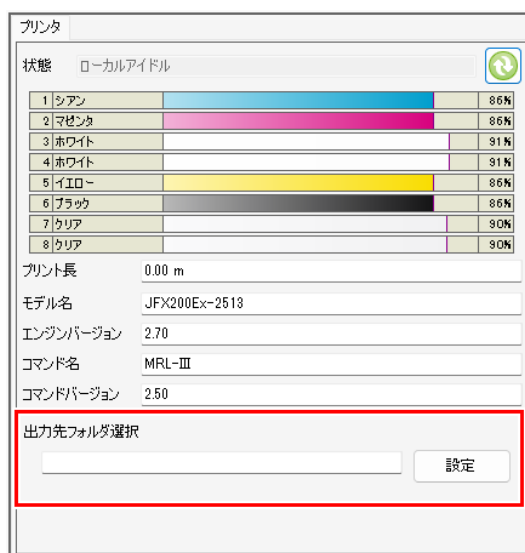 プリンタ
状態 ローカルアイドル
1 シアン 86%
2 マゼンタ 86%
3 ホワイト 91%
4 ホワイト 91%
5 イエロー 86%
6 ブラック 86%
7 クリア 90%
8 クリア 90%
プリント長 0.00 m
モデル名 JFX200Ex-2513
エンジンバージョン 2.70
コマンド名 MRL-Ⅲ
コマンドバージョン 2.50
出力先フォルダ選択
設定